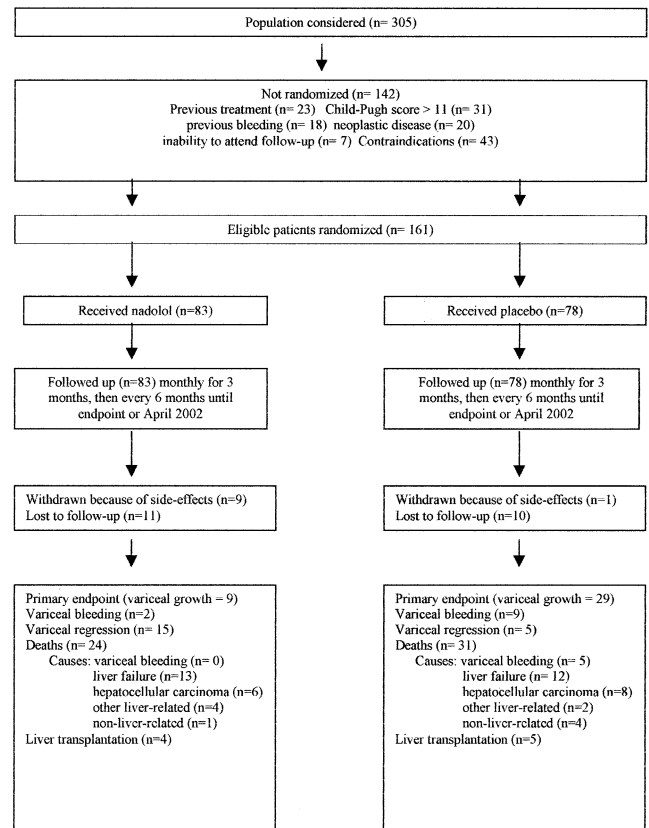 Population considered (n= 305)
Not randomized (n= 142)
Previous treatment (n= 23) Child-Pugh score > 11 (n= 31)
previous bleeding (n= 18) neoplastic disease (n= 20)
inability to attend follow-up (n= 7) Contraindications (n= 43)
Eligible patients randomized (n= 161)
Received nadolol (n=83)
Received placebo (n=78)
Followed up (n=83) monthly for 3
months, then every 6 months until
endpoint or April 2002
Followed up (n=78) monthly for 3
months, then every 6 months until
endpoint or April 2002
Withdrawn because of side-effects (n=9)
Lost to follow-up (n=11)
Withdrawn because of side-effects (n=1)
Lost to follow-up (n=10)
Primary endpoint (variceal growth = 9)
Variceal bleeding (n=2)
Variceal regression (n= 15)
Deaths (n= 24)
Causes: variceal bleeding (n= 0)
liver failure (n=13)
hepatocellular carcinoma (n=6)
other liver-related (n=4)
non-liver-related (n=1)
Liver transplantation (n=4)
Primary endpoint (variceal growth = 29)
Variceal bleeding (n=9)
Variceal regression (n= 5)
Deaths (n= 31)
Causes: variceal bleeding (n= 5)
liver failure (n= 12)
hepatocellular carcinoma (n=8)
other liver-related (n=2)
non-liver-related (n=4)
Liver transplantation (n=5)